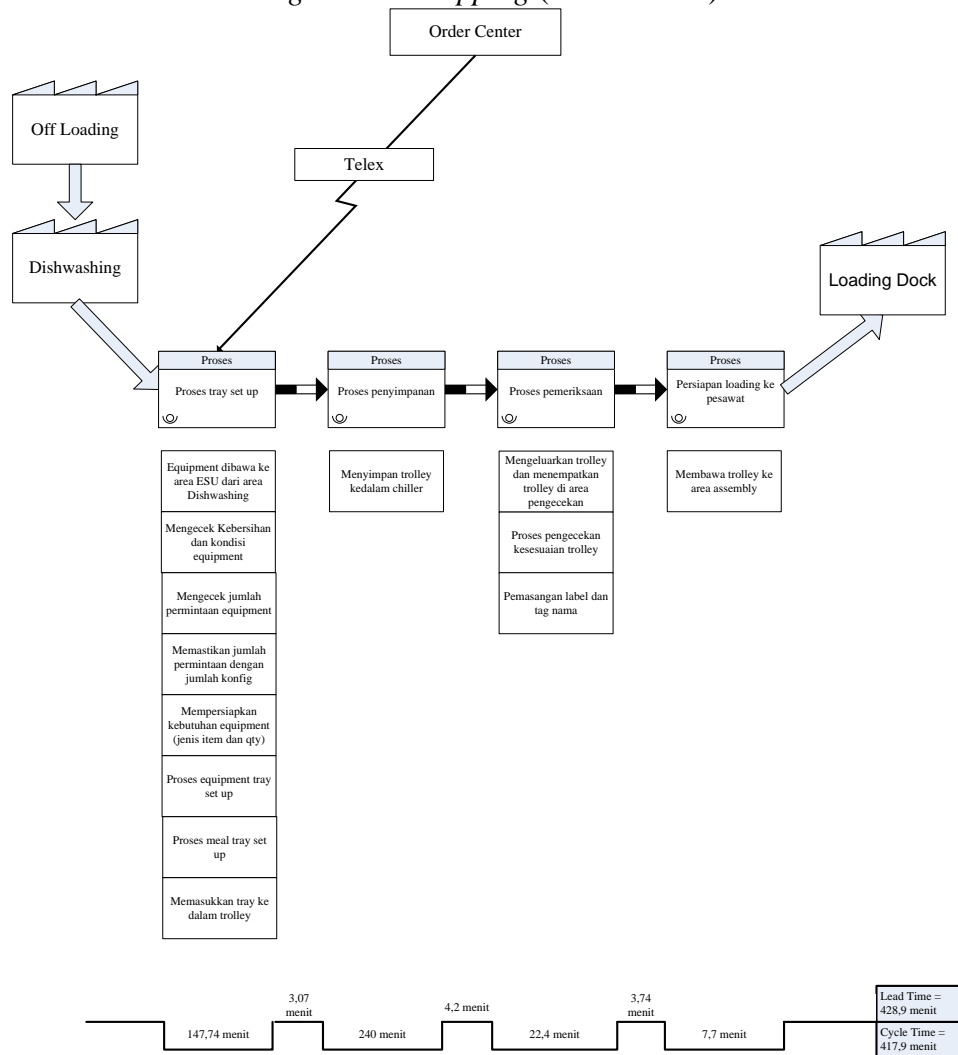 Order Center
Off Loading
Telex
Dishwashing
Loading Dock
Proses
Proses tray set up
Proses
Proses penyimpanan
Proses
Proses pemeriksaan
Proses
Persiapan loading ke
pesawat
Equipment dibawa ke
area ESU dari area
Dishwashing
Mengecek Kebersihan
dan kondisi
equipment
Mengecek jumlah
permintaan equipment
Memastikan jumlah
permintaan dengan
jumlah konfig
Mempersiapkan
kebutuhan equipment
(jenis item dan qty)
Proses equipment tray
set up
Proses meal tray set
up
Memasukkan tray ke
dalam trolley
Menyimpan trolley
kedalam chiller
Mengeluarkan trolley
dan menempatkan
trolley di area
pengecekan
Proses pengecekan
kesesuaian trolley
Pemasangan label dan
tag nama
Membawa trolley ke
area assembly
147,74 menit
3,07
menit
240 menit
4,2 menit
22,4 menit
3,74
menit
7,7 menit
Lead Time =
428,9 menit
Cycle Time =
417,9 menit